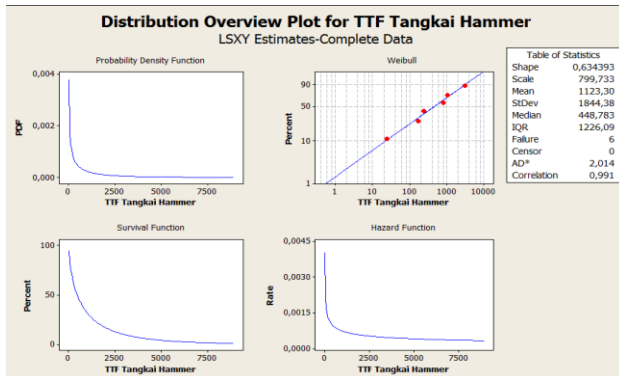 Distribution Overview Plot for TTF Tangkai Hammer
LSXY Estimates-Complete Data
Probability Density Function
0,004
0,002
0,000
PDF
0 2500 5000 7500
TTF Tangkai Hammer
Weibull
90
50
10
1
Percent
1 10 100 1000 10000
TTF Tangkai Hammer
Table of Statistics
Shape 0,634393
Scale 799,733
Mean 1123,30
StDev 1844,38
Median 448,783
IQR 1226,09
Failure 6
Censor 0
AD* 2,014
Correlation 0,991
Survival Function
100
50
0
Percent
0 2500 5000 7500
TTF Tangkai Hammer
Hazard Function
0,0045
0,0030
0,0015
0,0000
Rate
0 2500 5000 7500
TTF Tangkai Hammer